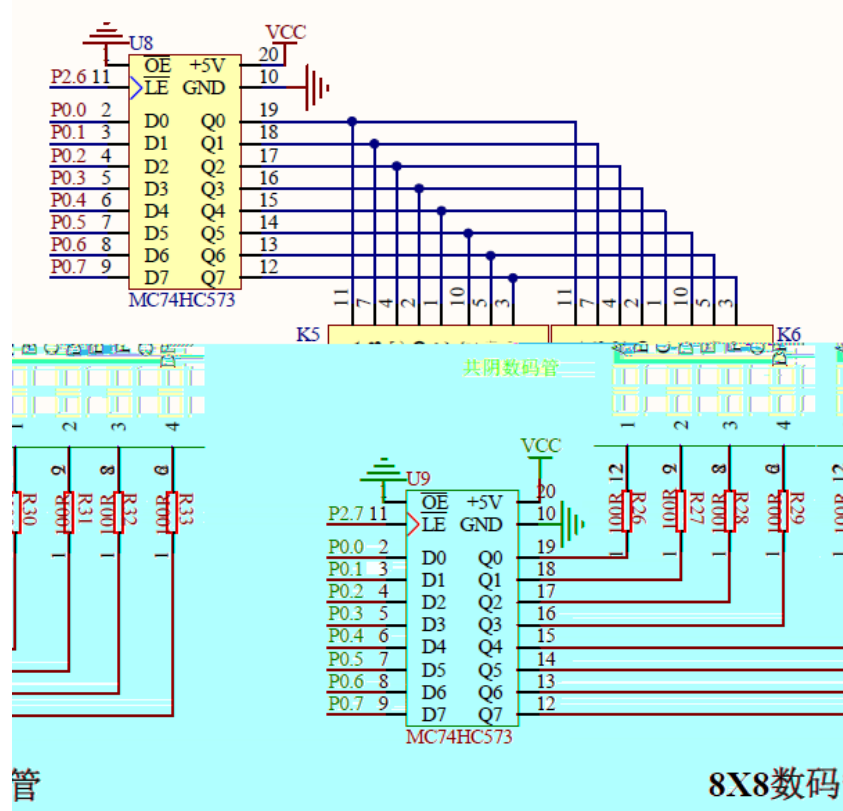 VCC
U8
1 OE +5V 20
P2.6 11 LE GND 10
P0.0 2 D0 Q0 19
P0.1 3 D1 Q1 18
P0.2 4 D2 Q2 17
P0.3 5 D3 Q3 16
P0.4 6 D4 Q4 15
P0.5 7 D5 Q5 14
P0.6 8 D6 Q6 13
P0.7 9 D7 Q7 12
MC74HC573
11 7 4 2 1 10 5 3 11 7 4 2 1 10 5 3
K5 K6
共阴数码管
1 2 3 4 1 2 3 4
R30 R31 R32 R33 R26 R27 R28 R29
VCC
U9
1 OE +5V 20
P2.7 11 LE GND 10
P0.0 2 D0 Q0 19
P0.1 3 D1 Q1 18
P0.2 4 D2 Q2 17
P0.3 5 D3 Q3 16
P0.4 6 D4 Q4 15
P0.5 7 D5 Q5 14
P0.6 8 D6 Q6 13
P0.7 9 D7 Q7 12
MC74HC573
管 8X8数码